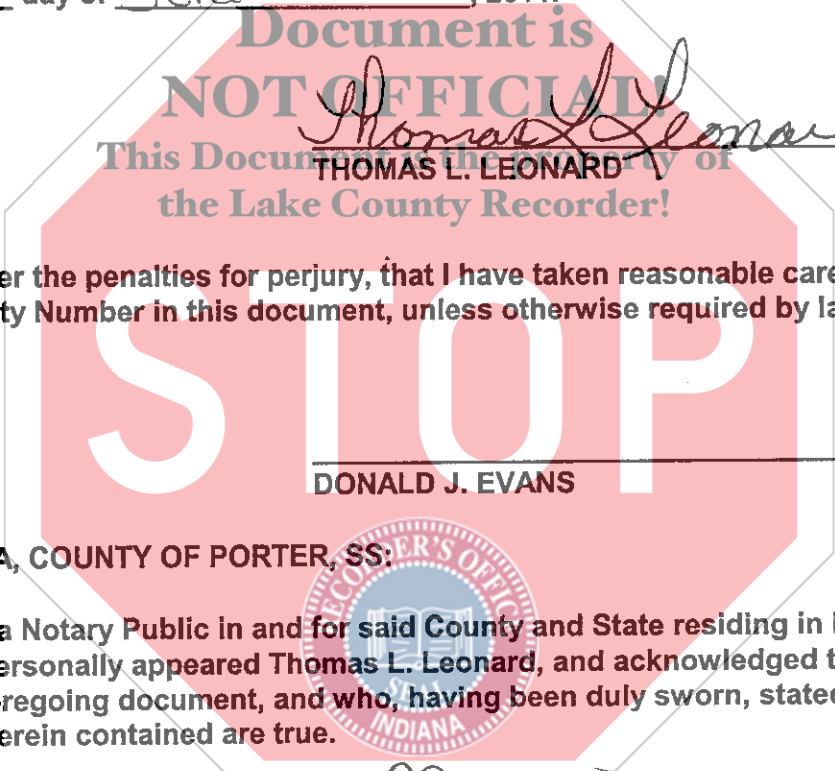 day of
Document is
NOT OFFICIAL!
Thomas L Leonar
This Document is the property of
THOMAS L. LEONARD
the Lake County Recorder!
er the penalties for perjury, that I have taken reasonable care
ty Number in this document, unless otherwise required by la
STOP
DONALD J. EVANS
A, COUNTY OF PORTER, SS:
RECORDER'S OFFICE
a Notary Public in and for said County and State residing in
ersonally appeared Thomas L. Leonard, and acknowledged t
regoing document, and who, having been duly sworn, stated
SEAL
INDIANA
erein contained are true.